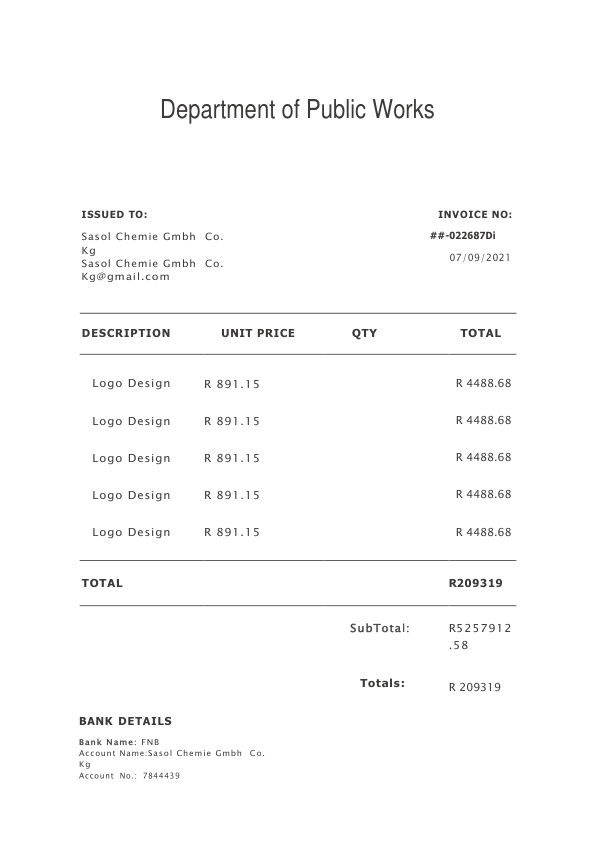 Department of Public Works
ISSUED TO:
INVOICE NO:
Sasol Chemie Gmbh Co.
Kg
##-022687Di
Sasol Chemie Gmbh Co.
Kg@gmail.com
07/09/2021
DESCRIPTION UNIT PRICE QTY TOTAL
Logo Design R 891.15 R 4488.68
Logo Design R 891.15 R 4488.68
Logo Design R 891.15 R 4488.68
Logo Design R 891.15 R 4488.68
Logo Design R 891.15 R 4488.68
TOTAL R209319
SubTotal: R5257912
.58
Totals: R 209319
BANK DETAILS
Bank Name: FNB
Account Name:Sasol Chemie Gmbh Co.
Kg
Account No.: 7844439